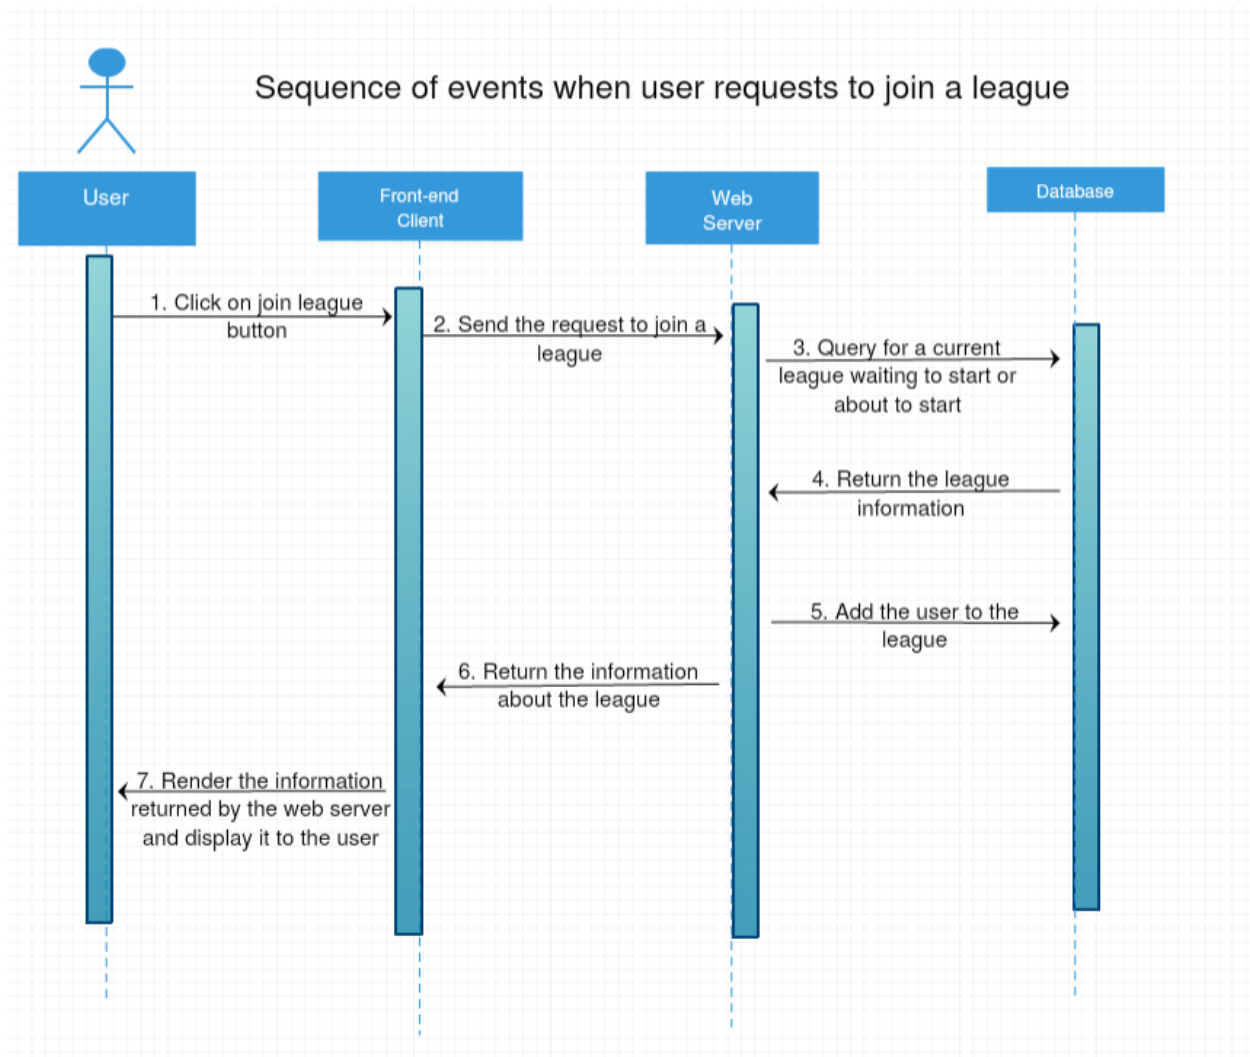 Sequence of events when user requests to join a league
User
Front-end
Client
Web
Server
Database
1. Click on join league
button
2. Send the request to join a
league
3. Query for a current
league waiting to start or
about to start
4. Return the league
information
5. Add the user to the
league
6. Return the information
about the league
7. Render the information
returned by the web server
and display it to the user